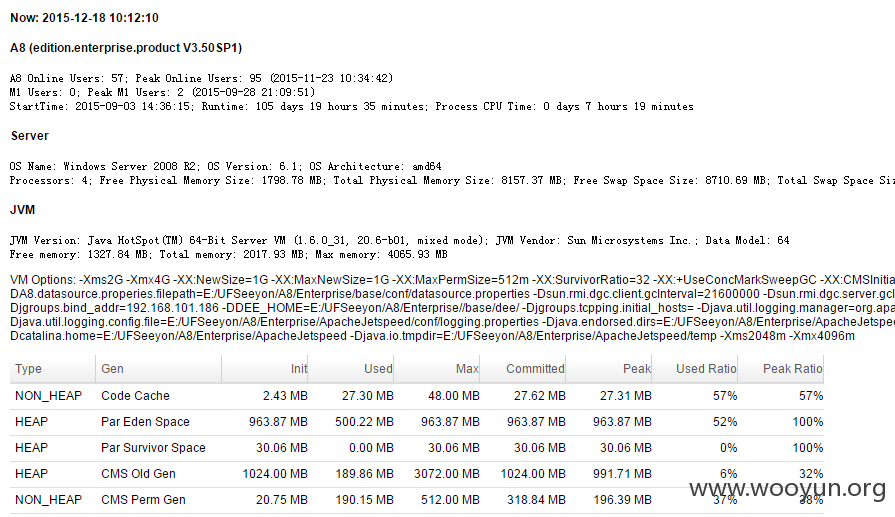 Now: 2015-12-18 10:12:10
A8 (edition.enterprise.product V3.50SP1)
A8 Online Users: 57; Peak Online Users: 95 (2015-11-23 10:34:42)
M1 Users: 0; Peak M1 Users: 2 (2015-09-28 21:09:51)
StartTime: 2015-09-03 14:36:15; Runtime: 105 days 19 hours 35 minutes; Process CPU Time: 0 days 7 hours 19 minutes
Server
OS Name: Windows Server 2008 R2; OS Version: 6.1; OS Architecture: amd64
Processors: 4; Free Physical Memory Size: 1798.78 MB; Total Physical Memory Size: 8157.37 MB; Free Swap Space Size: 8710.69 MB; Total Swap Space Siz
JVM
JVM Version: Java HotSpot(TM) 64-Bit Server VM (1.6.0_31, 20.6-b01, mixed mode); JVM Vendor: Sun Microsystems Inc.; Data Model: 64
Free memory: 1327.84 MB; Total memory: 2017.93 MB; Max memory: 4065.93 MB
VM Options: -Xms2G -Xmx4G -XX:NewSize=1G -XX:MaxNewSize=1G -XX:MaxPermSize=512m -XX:SurvivorRatio=32 -XX:+UseConcMarkSweepGC -XX:CMSInitia
DA8.datasource.properies.filepath=E:/UFSeeyon/A8/Enterprise/base/conf/datasource.properties -Dsun.rmi.dgc.client.gcInterval=21600000 -Dsun.rmi.dgc.server.gcI
Djgroups.bind_addr=192.168.101.186 -DDEE_HOME=E:/UFSeeyon/A8/Enterprise//base/dee/ -Djgroups.tcpping.initial_hosts= -Djava.util.logging.manager=org.apa
Djava.util.logging.config.file=E:/UFSeeyon/A8/Enterprise/ApacheJetspeed/conf/logging.properties -Djava.endorsed.dirs=E:/UFSeeyon/A8/Enterprise/ApacheJetspee
Dcatalina.home=E:/UFSeeyon/A8/Enterprise/ApacheJetspeed -Djava.io.tmpdir=E:/UFSeeyon/A8/Enterprise/ApacheJetspeed/temp -Xms2048m -Xmx4096m
Type Gen Init Used Max Committed Peak Used Ratio Peak Ratio
NON_HEAP Code Cache 2.43 MB 27.30 MB 48.00 MB 27.62 MB 27.31 MB 57% 57%
HEAP Par Eden Space 963.87 MB 500.22 MB 963.87 MB 963.87 MB 963.87 MB 52% 100%
HEAP Par Survivor Space 30.06 MB 0.00 MB 30.06 MB 30.06 MB 30.06 MB 0% 100%
HEAP CMS Old Gen 1024.00 MB 189.86 MB 3072.00 MB 1024.00 MB 991.71 MB 6% 32%
NON_HEAP CMS Perm Gen 20.75 MB 190.15 MB 512.00 MB 318.84 MB 196.39 MB 37% 38%
www.wooyun.org